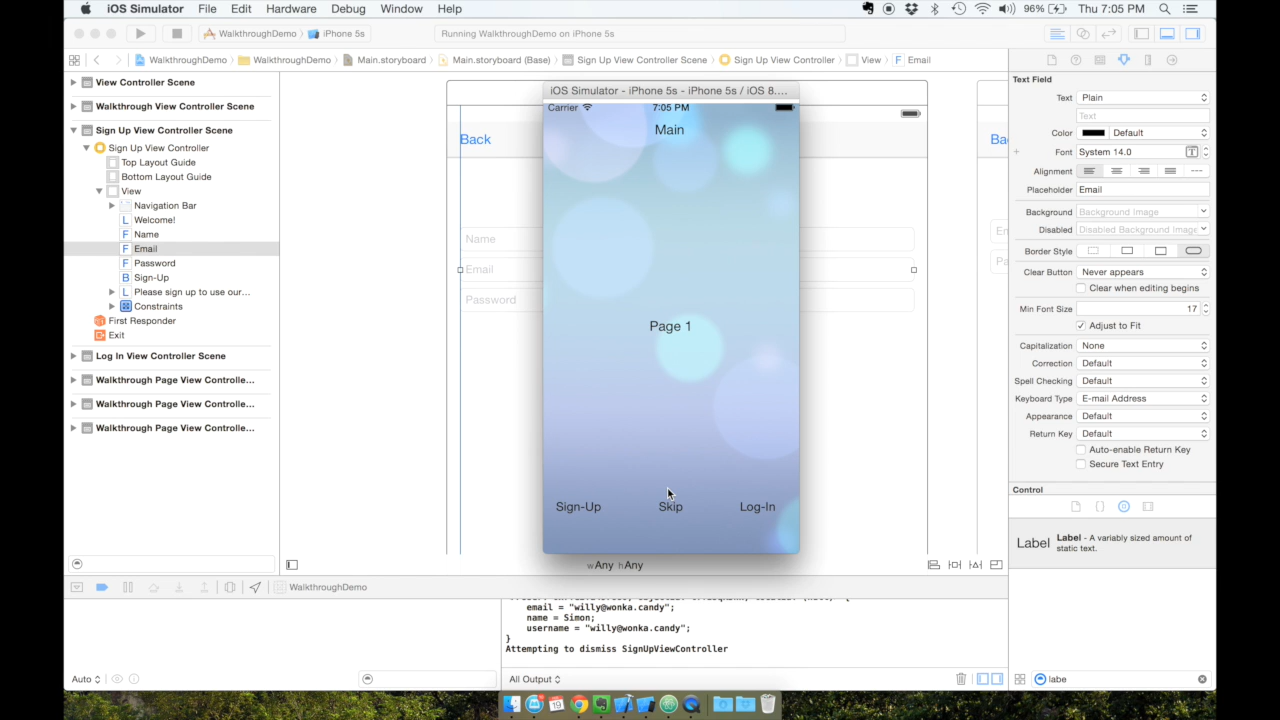 iOS Simulator File Edit Hardware Debug Window Help 96% Thu 7:05 PM
WalkthroughDemo iPhone 5s Running WalkthroughDemo on iPhone 5s
WalkthroughDemo WalkthroughDemo Main.storyboard Main.storyboard (Base) Sign Up View Controller Scene Sign Up View Controller View F Email
View Controller Scene
Walkthrough View Controller Scene
Sign Up View Controller Scene
Sign Up View Controller
Top Layout Guide
Bottom Layout Guide
View
Navigation Bar
L Welcome!
F Name
F Email
F Password
B Sign-Up
L Please sign up to use our...
Constraints
First Responder
Exit
Log In View Controller Scene
Walkthrough Page View Controlle...
Walkthrough Page View Controlle...
Walkthrough Page View Controlle...
Back
Name
Email
Password
iOS Simulator - iPhone 5s - iPhone 5s / iOS 8....
Carrier 7:05 PM
Main
Page 1
Sign-Up Skip Log-In
Ba
En
Pa
wAny hAny
Text Field
Text Plain
Text
Color Default
Font System 14.0 T
Alignment
Placeholder Email
Background Background Image
Disabled Disabled Background Image
Border Style
Clear Button Never appears
Clear when editing begins
Min Font Size 17
Adjust to Fit
Capitalization None
Correction Default
Spell Checking Default
Keyboard Type E-mail Address
Appearance Default
Return Key Default
Auto-enable Return Key
Secure Text Entry
Control
Label Label - A variably sized amount of
static text.
WalkthroughDemo
email = "willy@wonka.candy";
name = Simon;
username = "willy@wonka.candy";
}
Attempting to dismiss SignUpViewController
Auto All Output labe
19